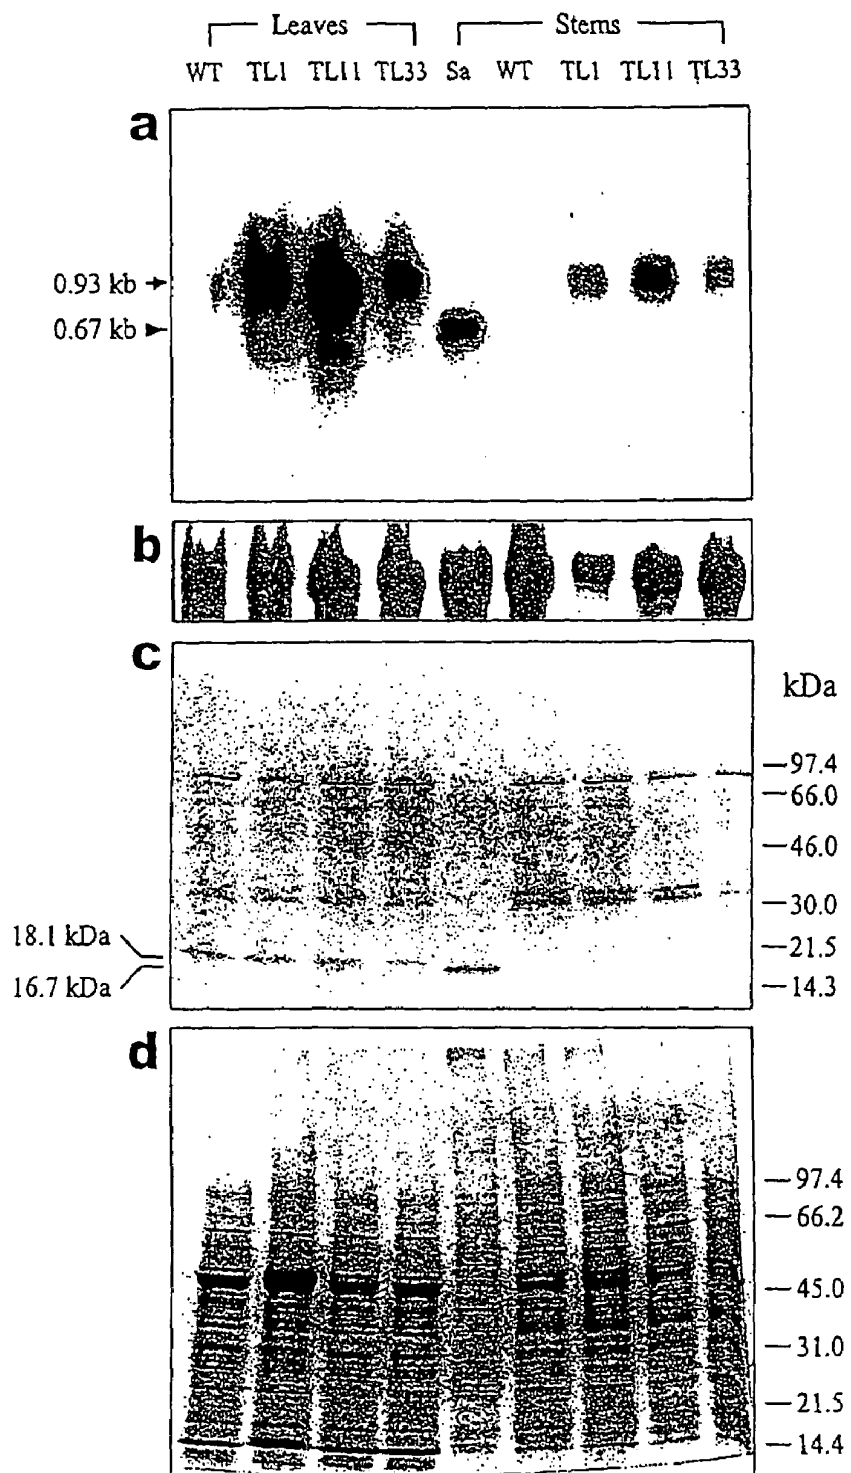 Leaves Stems
WT TL1 TL11 TL33 Sa WT TL1 TL11 TL33
a
0.93 kb
0.67 kb
b
c
kDa
97.4
66.0
46.0
30.0
18.1 kDa
21.5
16.7 kDa
14.3
d
97.4
66.2
45.0
31.0
21.5
14.4